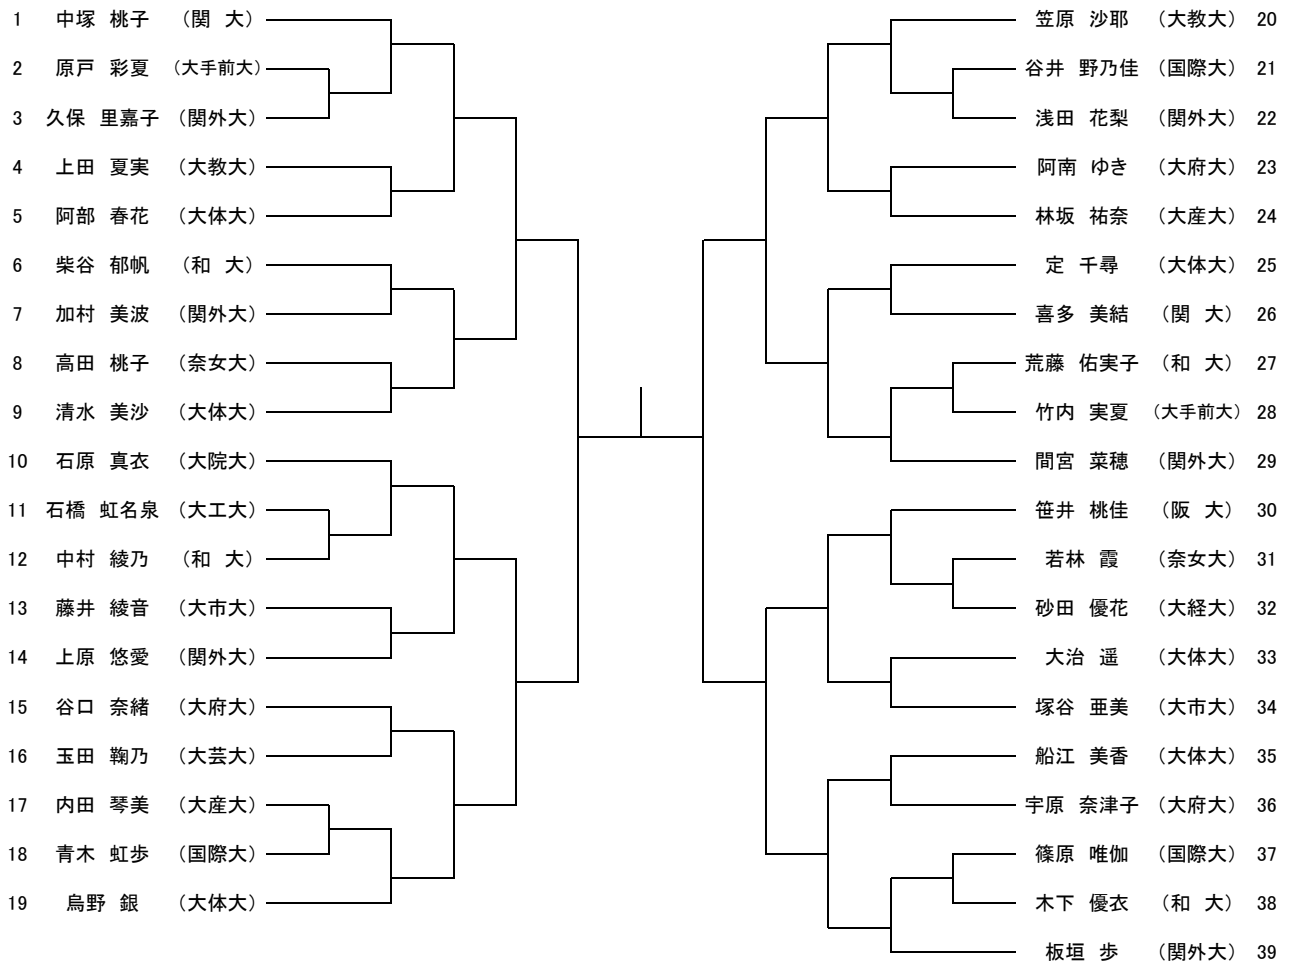 1 中塚 桃子 （関 大）
2 原戸 彩夏 （大手前大）
3 久保 里嘉子 （関外大）
4 上田 夏実 （大教大）
5 阿部 春花 （大体大）
6 柴谷 郁帆 （和 大）
7 加村 美波 （関外大）
8 高田 桃子 （奈女大）
9 清水 美沙 （大体大）
10 石原 真衣 （大院大）
11 石橋 虹名泉 （大工大）
12 中村 綾乃 （和 大）
13 藤井 綾音 （大市大）
14 上原 悠愛 （関外大）
15 谷口 奈緒 （大府大）
16 玉田 鞠乃 （大芸大）
17 内田 琴美 （大産大）
18 青木 虹歩 （国際大）
19 烏野 銀 （大体大）
笠原 沙耶 （大教大） 20
谷井 野乃佳 （国際大） 21
浅田 花梨 （関外大） 22
阿南 ゆき （大府大） 23
林坂 祐奈 （大産大） 24
定 千尋 （大体大） 25
喜多 美結 （関 大） 26
荒藤 佑実子 （和 大） 27
竹内 実夏 （大手前大） 28
間宮 菜穂 （関外大） 29
笹井 桃佳 （阪 大） 30
若林 霞 （奈女大） 31
砂田 優花 （大経大） 32
大治 遥 （大体大） 33
塚谷 亜美 （大市大） 34
船江 美香 （大体大） 35
宇原 奈津子 （大府大） 36
篠原 唯伽 （国際大） 37
木下 優衣 （和 大） 38
板垣 歩 （関外大） 39